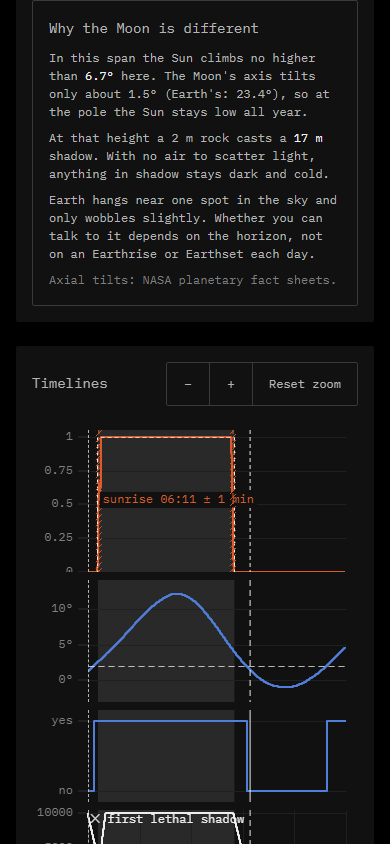 Why the Moon is different
In this span the Sun climbs no higher
than 6.7° here. The Moon's axis tilts
only about 1.5° (Earth's: 23.4°), so at
the pole the Sun stays low all year.
At that height a 2 m rock casts a 17 m
shadow. With no air to scatter light,
anything in shadow stays dark and cold.
Earth hangs near one spot in the sky and
only wobbles slightly. Whether you can
talk to it depends on the horizon, not
on an Earthrise or Earthset each day.
Axial tilts: NASA planetary fact sheets.
Timelines
− + Reset zoom
1
0.75
0.5
sunrise 06:11 ± 1 min
0.25
0
10°
5°
0°
yes
no
10000
first lethal shadow